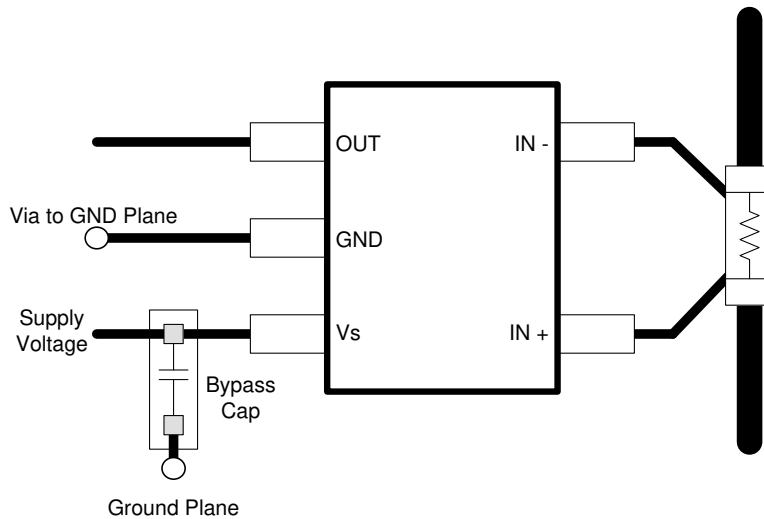 OUT
IN -
Via to GND Plane
GND
Supply
Voltage
Vs
IN +
Bypass
Cap
Ground Plane